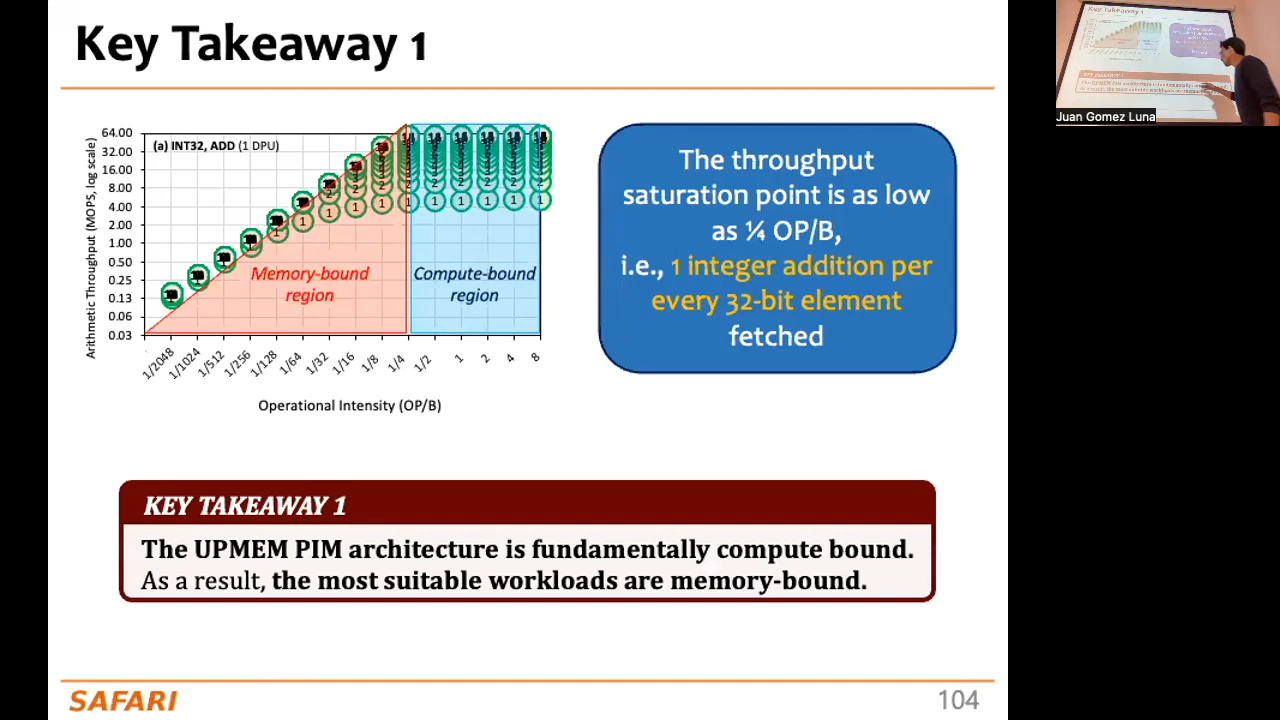 Key Takeaway 1
Arithmetic Throughput (MOPS, log scale)
64.00
32.00
16.00
8.00
4.00
2.00
1.00
0.50
0.25
0.13
0.06
0.03
(a) INT32, ADD (1 DPU)
Memory-bound
region
Compute-bound
region
1/2048
1/1024
1/512
1/256
1/128
1/64
1/32
1/16
1/8
1/4
1/2
1
2
4
8
Operational Intensity (OP/B)
The throughput
saturation point is as low
as ¼ OP/B,
i.e., 1 integer addition per
every 32-bit element
fetched
KEY TAKEAWAY 1
The UPMEM PIM architecture is fundamentally compute bound.
As a result, the most suitable workloads are memory-bound.
SAFARI
104
Key Takeaway 1
Juan Gomez Luna